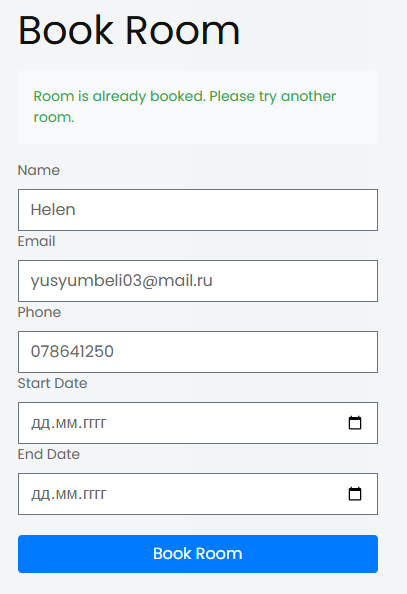 Book Room
Room is already booked. Please try another
room.
Name
Helen
Email
yusyumbeli03@mail.ru
Phone
078641250
Start Date
дд.мм.гггг
End Date
дд.мм.гггг
Book Room